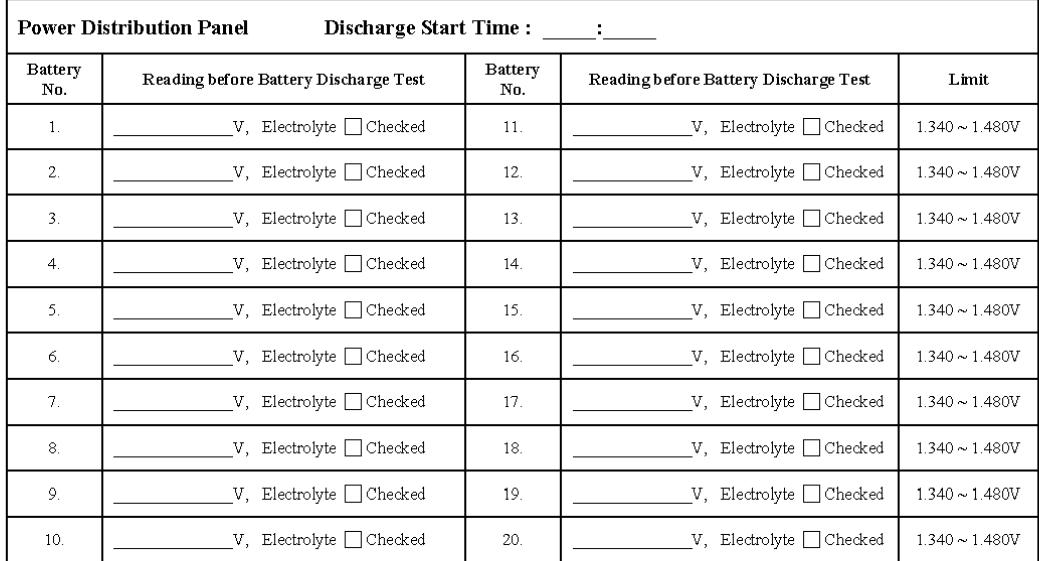 Power Distribution Panel Discharge Start Time : _____:_____
Battery No. Reading before Battery Discharge Test Battery No. Reading before Battery Discharge Test Limit
1. ____________V, Electrolyte □ Checked 11. ____________V, Electrolyte □ Checked 1.340 ~ 1.480V
2. ____________V, Electrolyte □ Checked 12. ____________V, Electrolyte □ Checked 1.340 ~ 1.480V
3. ____________V, Electrolyte □ Checked 13. ____________V, Electrolyte □ Checked 1.340 ~ 1.480V
4. ____________V, Electrolyte □ Checked 14. ____________V, Electrolyte □ Checked 1.340 ~ 1.480V
5. ____________V, Electrolyte □ Checked 15. ____________V, Electrolyte □ Checked 1.340 ~ 1.480V
6. ____________V, Electrolyte □ Checked 16. ____________V, Electrolyte □ Checked 1.340 ~ 1.480V
7. ____________V, Electrolyte □ Checked 17. ____________V, Electrolyte □ Checked 1.340 ~ 1.480V
8. ____________V, Electrolyte □ Checked 18. ____________V, Electrolyte □ Checked 1.340 ~ 1.480V
9. ____________V, Electrolyte □ Checked 19. ____________V, Electrolyte □ Checked 1.340 ~ 1.480V
10. ____________V, Electrolyte □ Checked 20. ____________V, Electrolyte □ Checked 1.340 ~ 1.480V